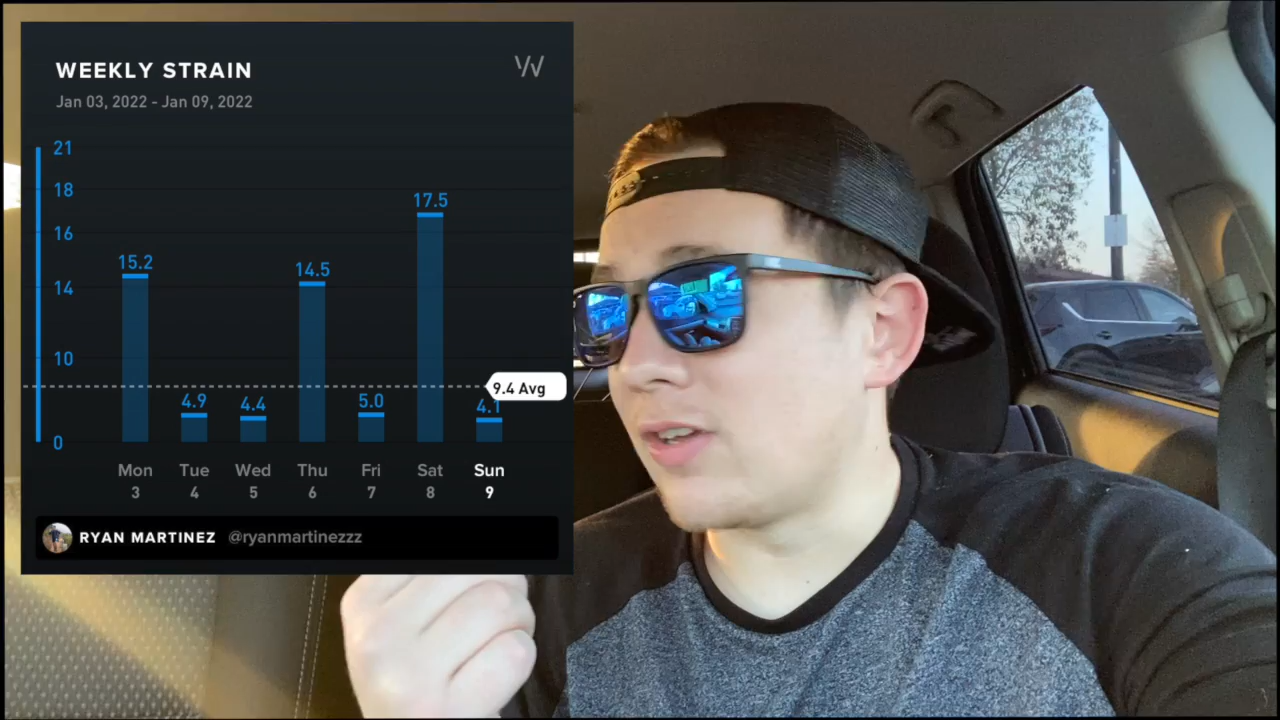 WEEKLY STRAIN
Jan 03, 2022 - Jan 09, 2022
21
18
16
14
10
0
15.2
4.9
4.4
14.5
5.0
17.5
4.1
9.4 Avg
Mon Tue Wed Thu Fri Sat Sun
3 4 5 6 7 8 9
RYAN MARTINEZ @ryanmartinezzz